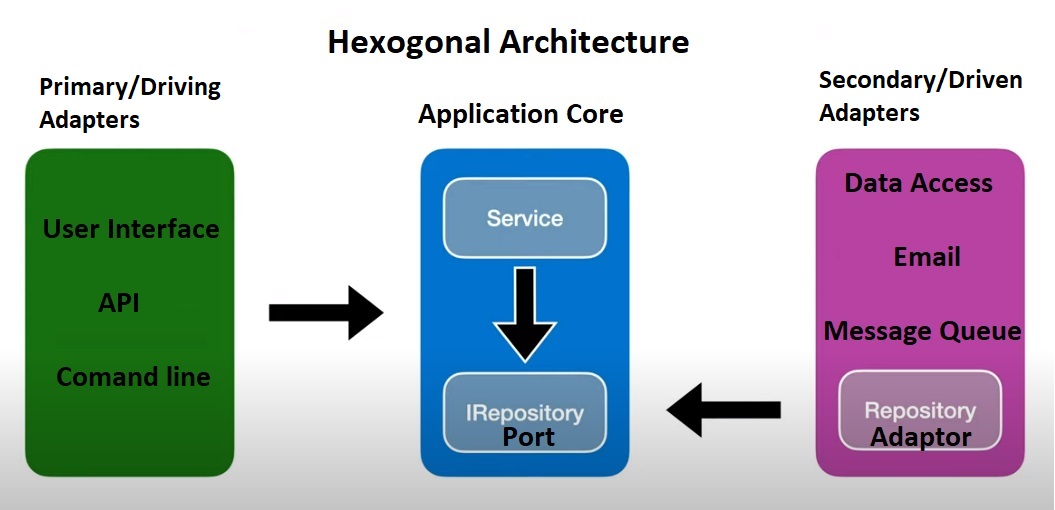 Hexogonal Architecture
Primary/Driving
Adapters
Application Core
Secondary/Driven
Adapters
User Interface
API
Comand line
Service
IRepository
Port
Data Access
Email
Message Queue
Repository
Adaptor